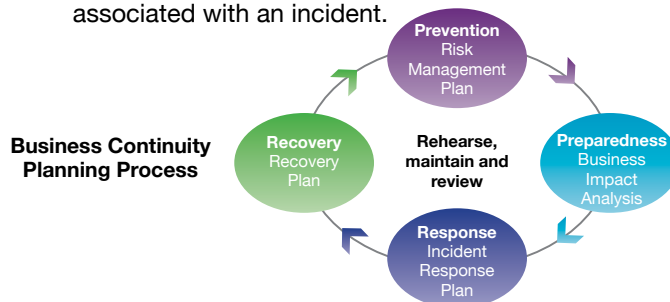 associated with an incident.
Prevention
Risk
Management
Plan
Business Continuity
Planning Process
Recovery
Recovery
Plan
Rehearse,
maintain and
review
Preparedness
Business
Impact
Analysis
Response
Incident
Response
Plan